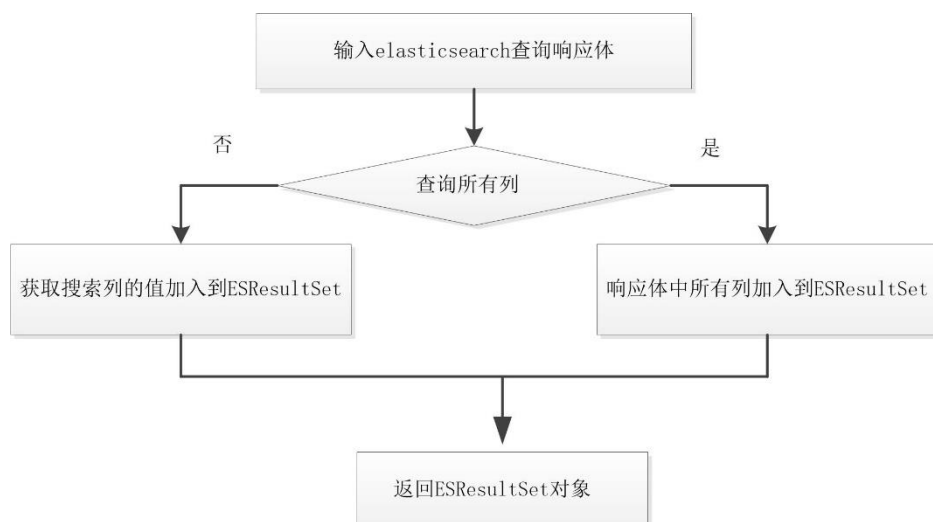 输入elasticsearch查询响应体
否
是
查询所有列
获取搜索列的值加入到ESResultSet
响应体中所有列加入到ESResultSet
返回ESResultSet对象